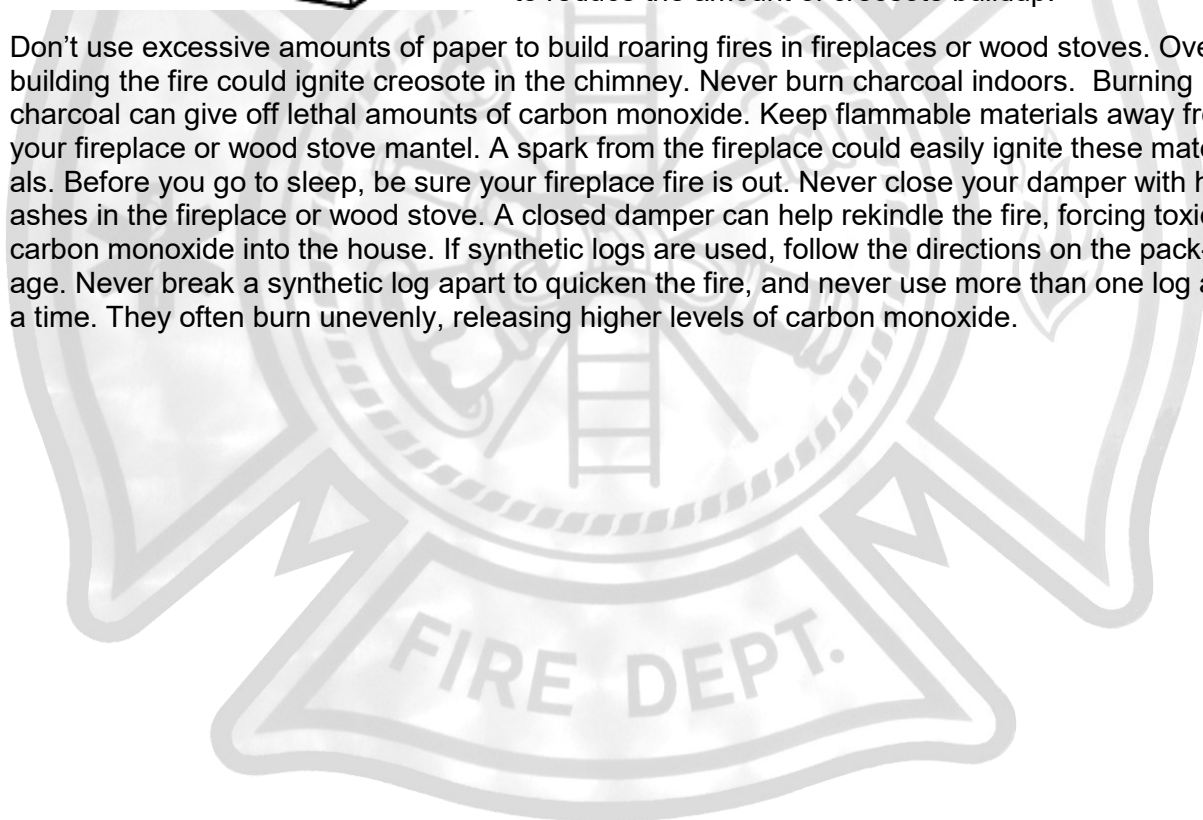 to reduce the amount of creosote buildup.
Don’t use excessive amounts of paper to build roaring fires in fireplaces or wood stoves.
building the fire could ignite creosote in the chimney. Never burn charcoal indoors.  Burning
charcoal can give off lethal amounts of carbon monoxide. Keep flammable materials away
your fireplace or wood stove mantel. A spark from the fireplace could easily ignite these
als. Before you go to sleep, be sure your fireplace fire is out. Never close your damper with
ashes in the fireplace or wood stove. A closed damper can help rekindle the fire, forcing
carbon monoxide into the house. If synthetic logs are used, follow the directions on the pack-
age. Never break a synthetic log apart to quicken the fire, and never use more than one log
a time. They often burn unevenly, releasing higher levels of carbon monoxide.
FIRE DEPT.